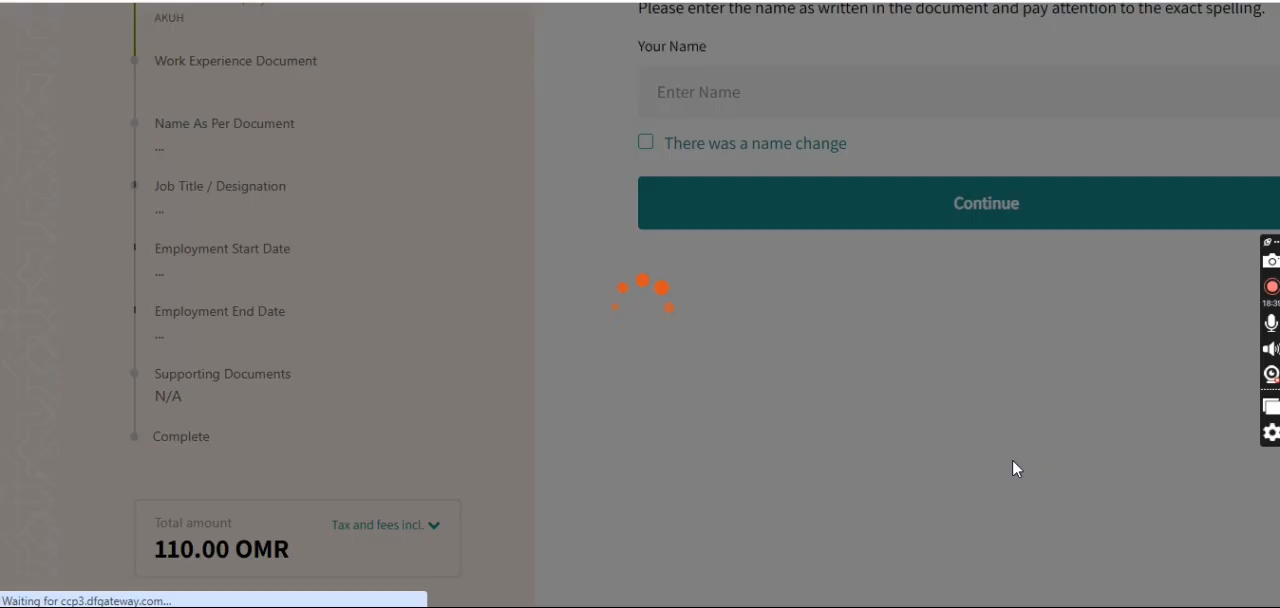 AKUH
Work Experience Document
Name As Per Document
...
Job Title / Designation
...
Employment Start Date
...
Employment End Date
...
Supporting Documents
N/A
Complete
Total amount
Tax and fees incl.
110.00 OMR
Waiting for ccp3.dfgateway.com...
Please enter the name as written in the document and pay attention to the exact spelling.
Your Name
Enter Name
There was a name change
Continue